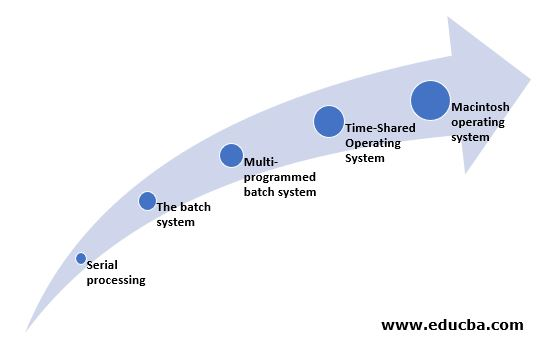 Serial
processing
The batch
system
Multi-
programmed
batch system
Time-Shared
Operating
System
Macintosh
operating
system
www.educba.com